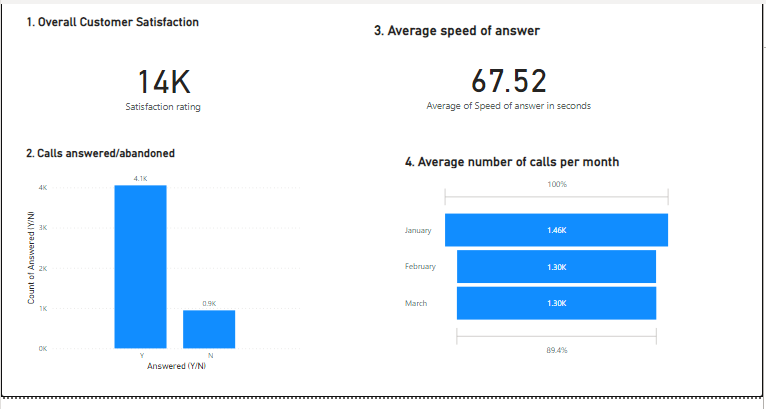 1. Overall Customer Satisfaction
14K
Satisfaction rating
3. Average speed of answer
67.52
Average of Speed of answer in seconds
2. Calls answered/abandoned
Count of Answered (Y/N)
4K
3K
2K
1K
0K
4.1K
0.9K
Y
N
Answered (Y/N)
4. Average number of calls per month
100%
January
1.46K
February
1.30K
March
1.30K
89.4%